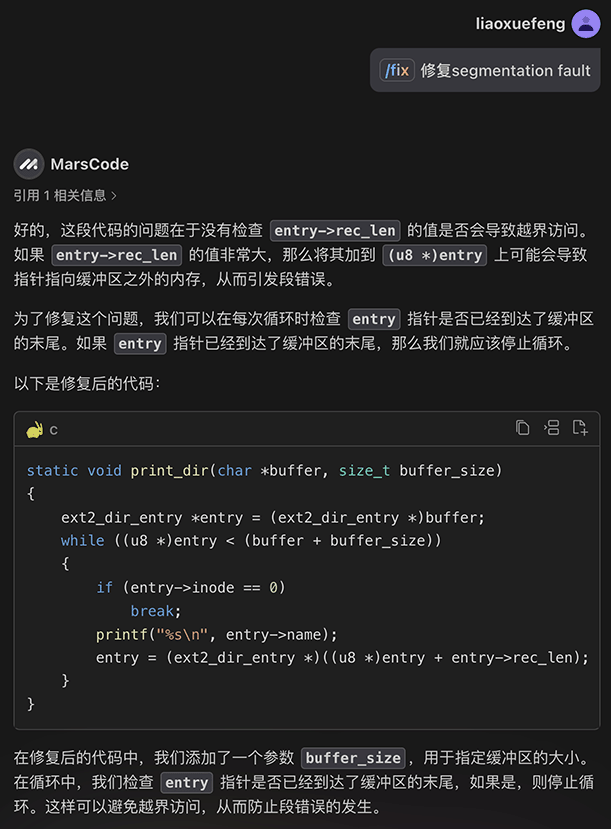 liaoxuefeng
/fix 修复segmentation fault
MarsCode
引用 1 相关信息 >
好的，这段代码的问题在于没有检查 entry->rec_len 的值是否会导致越界访问。
如果 entry->rec_len 的值非常大，那么将其加到 (u8 *)entry 上可能会导致
指针指向缓冲区之外的内存，从而引发段错误。
为了修复这个问题，我们可以在每次循环时检查 entry 指针是否已经到达了缓冲区
的末尾。如果 entry 指针已经到达了缓冲区的末尾，那么我们就应该停止循环。
以下是修复后的代码：
C
static void print_dir(char *buffer, size_t buffer_size)
{
    ext2_dir_entry *entry = (ext2_dir_entry *)buffer;
    while ((u8 *)entry < (buffer + buffer_size))
    {
        if (entry->inode == 0)
            break;
        printf("%s\n", entry->name);
        entry = (ext2_dir_entry *)((u8 *)entry + entry->rec_len);
    }
}
在修复后的代码中，我们添加了一个参数 buffer_size ，用于指定缓冲区的大小。
在循环中，我们检查 entry 指针是否已经到达了缓冲区的末尾，如果是，则停止循
环。这样可以避免越界访问，从而防止段错误的发生。